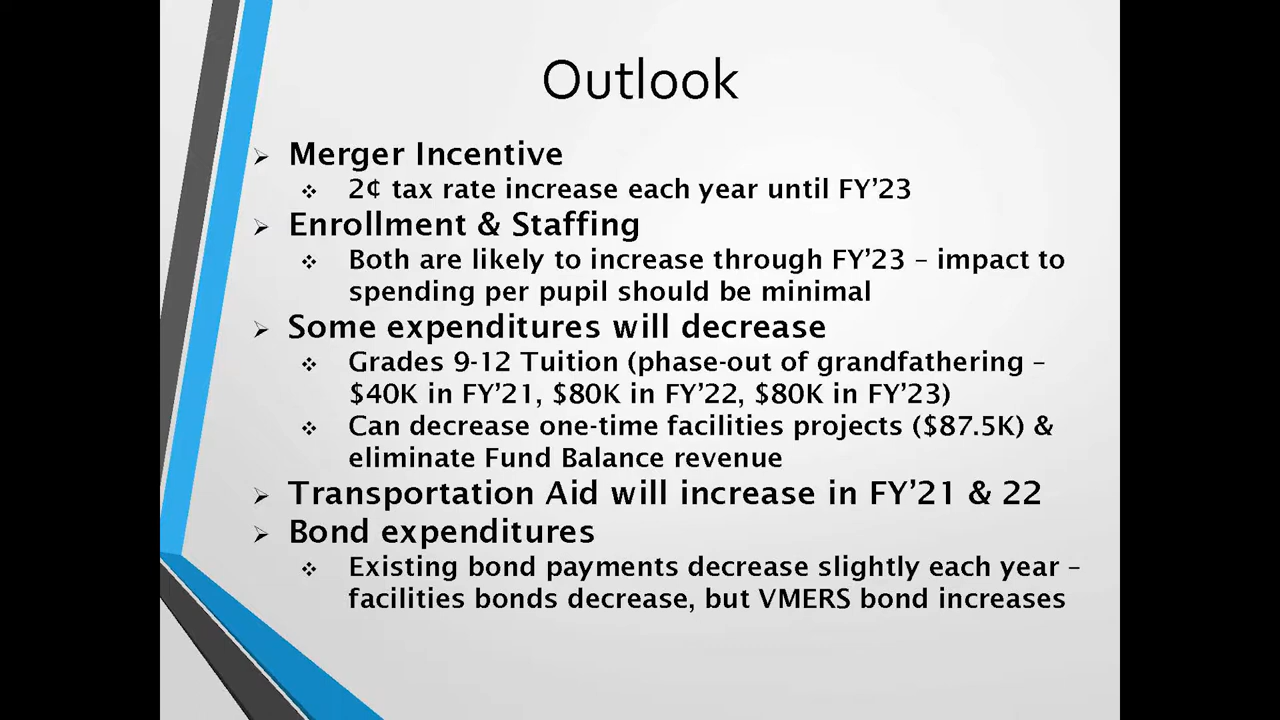 Outlook
Merger Incentive
2¢ tax rate increase each year until FY’23
Enrollment & Staffing
Both are likely to increase through FY’23 – impact to
spending per pupil should be minimal
Some expenditures will decrease
Grades 9-12 Tuition (phase-out of grandfathering –
$40K in FY’21, $80K in FY’22, $80K in FY’23)
Can decrease one-time facilities projects ($87.5K) &
eliminate Fund Balance revenue
Transportation Aid will increase in FY’21 & 22
Bond expenditures
Existing bond payments decrease slightly each year –
facilities bonds decrease, but VMERS bond increases